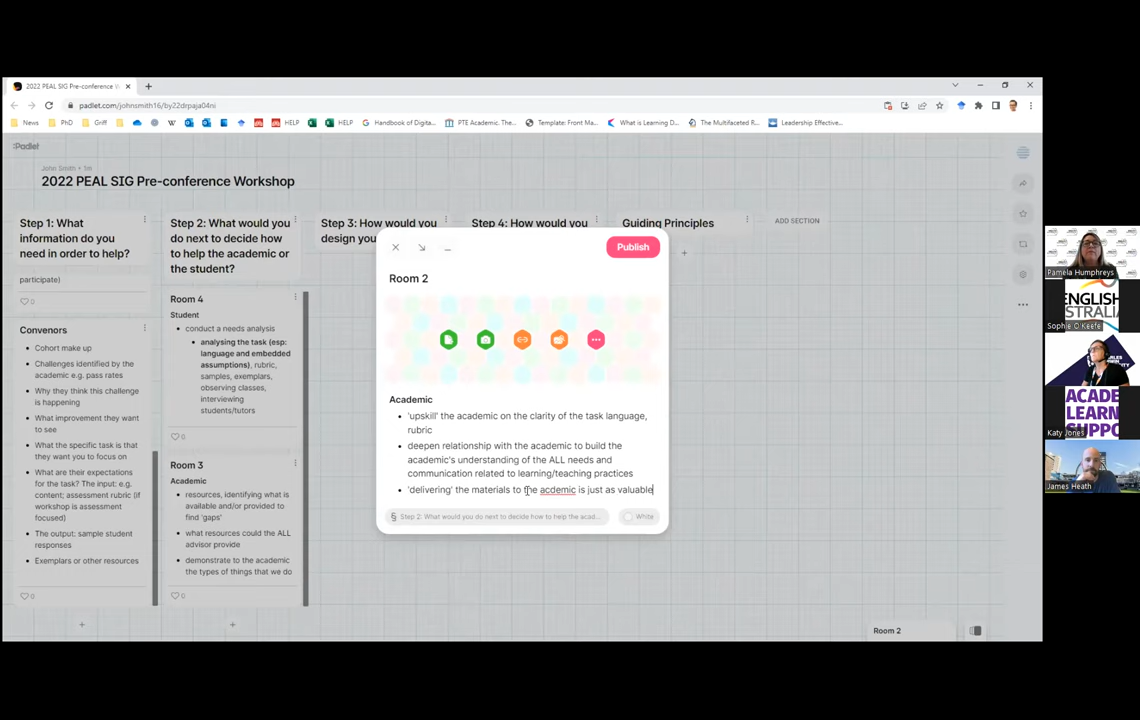 2022 PEAL SIG Pre-conference W
padlet.com/johnsmith16/by22drpaja04ni
News
PhD
Griff
HELP
HELP
Handbook of Digita...
PTE Academic. The...
Template: Front Ma...
What is Learning D...
The Multifaceted R...
Leadership Effective...
:Padlet
John Smith + 1m
2022 PEAL SIG Pre-conference Workshop
Step 1: What
information do you
need in order to help?
participate)
0
Convenors
Cohort make up
Challenges identified by the
academic e.g. pass rates
Why they think this challenge
is happening
What improvement they want
to see
What the specific task is that
they want you to focus on
What are their expectations
for the task? The input: e.g.
content; assessment rubric (if
workshop is assessment
focused)
The output: sample student
responses
Exemplars or other resources
0
Step 2: What would you
do next to decide how
to help the academic or
the student?
Room 4
Student
conduct a needs analysis
analysing the task (esp:
language and embedded
assumptions), rubric,
samples, exemplars,
observing classes,
interviewing
students/tutors
0
Room 3
Academic
resources, identifying what is
available and/or provided to
find 'gaps'
what resources could the ALL
advisor provide
demonstrate to the academic
the types of things that we do
0
Step 3: How would you
design you
Step 4: How would you
Guiding Principles
ADD SECTION
Publish
Room 2
Academic
'upskill' the academic on the clarity of the task language,
rubric
deepen relationship with the academic to build the
academic's understanding of the ALL needs and
communication related to learning/teaching practices
'delivering' the materials to the acdemic is just as valuable
Step 2: What would you do next to decide how to help the acad...
White
Room 2
Pamela Humphreys
ENGLISH
AUSTRALIA
Sophie O'Keefe
ACADE
LEARN
SUPPO
Katy Jones
James Heath